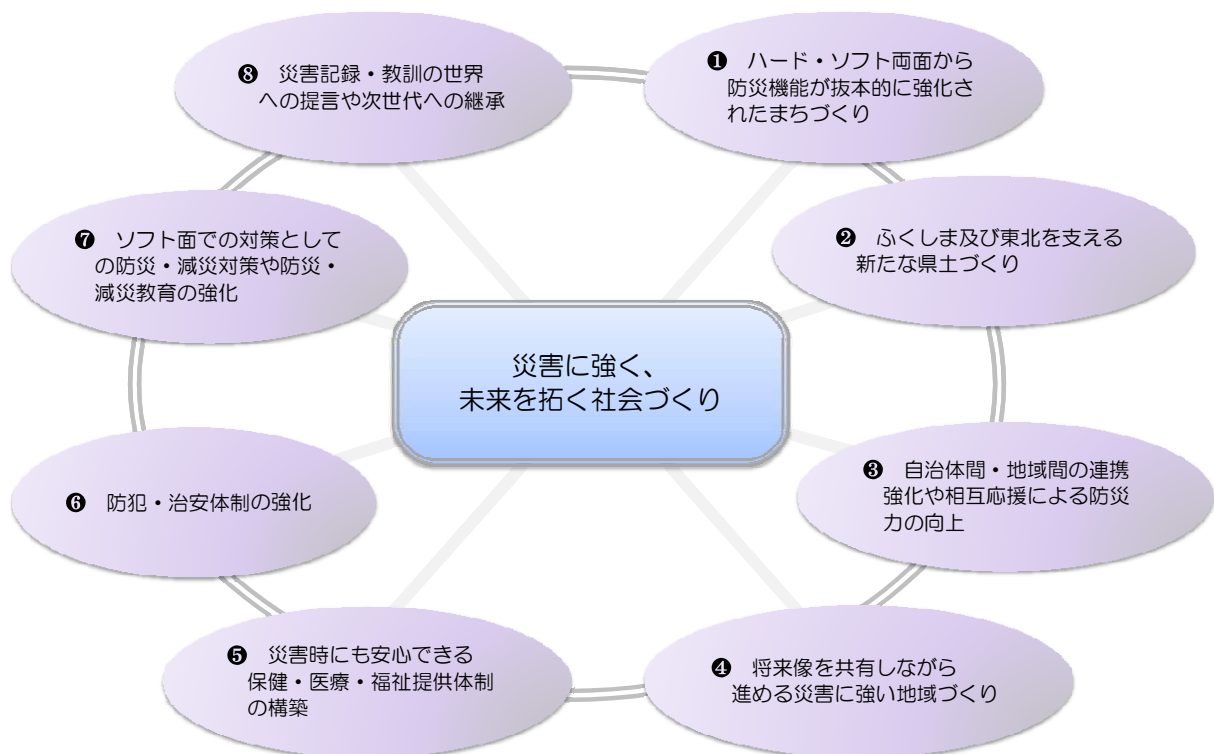 ❽ 災害記録・教訓の世界
への提言や次世代への継承
❶ ハード・ソフト両面から
防災機能が抜本的に強化さ
れたまちづくり
❼ ソフト面での対策として
の防災・減災対策や防災・
減災教育の強化
❷ ふくしま及び東北を支える
新たな県土づくり
災害に強く、
未来を拓く社会づくり
❻ 防犯・治安体制の強化
❸ 自治体間・地域間の連携
強化や相互応援による防災
力の向上
❺ 災害時にも安心できる
保健・医療・福祉提供体制
の構築
❹ 将来像を共有しながら
進める災害に強い地域づくり